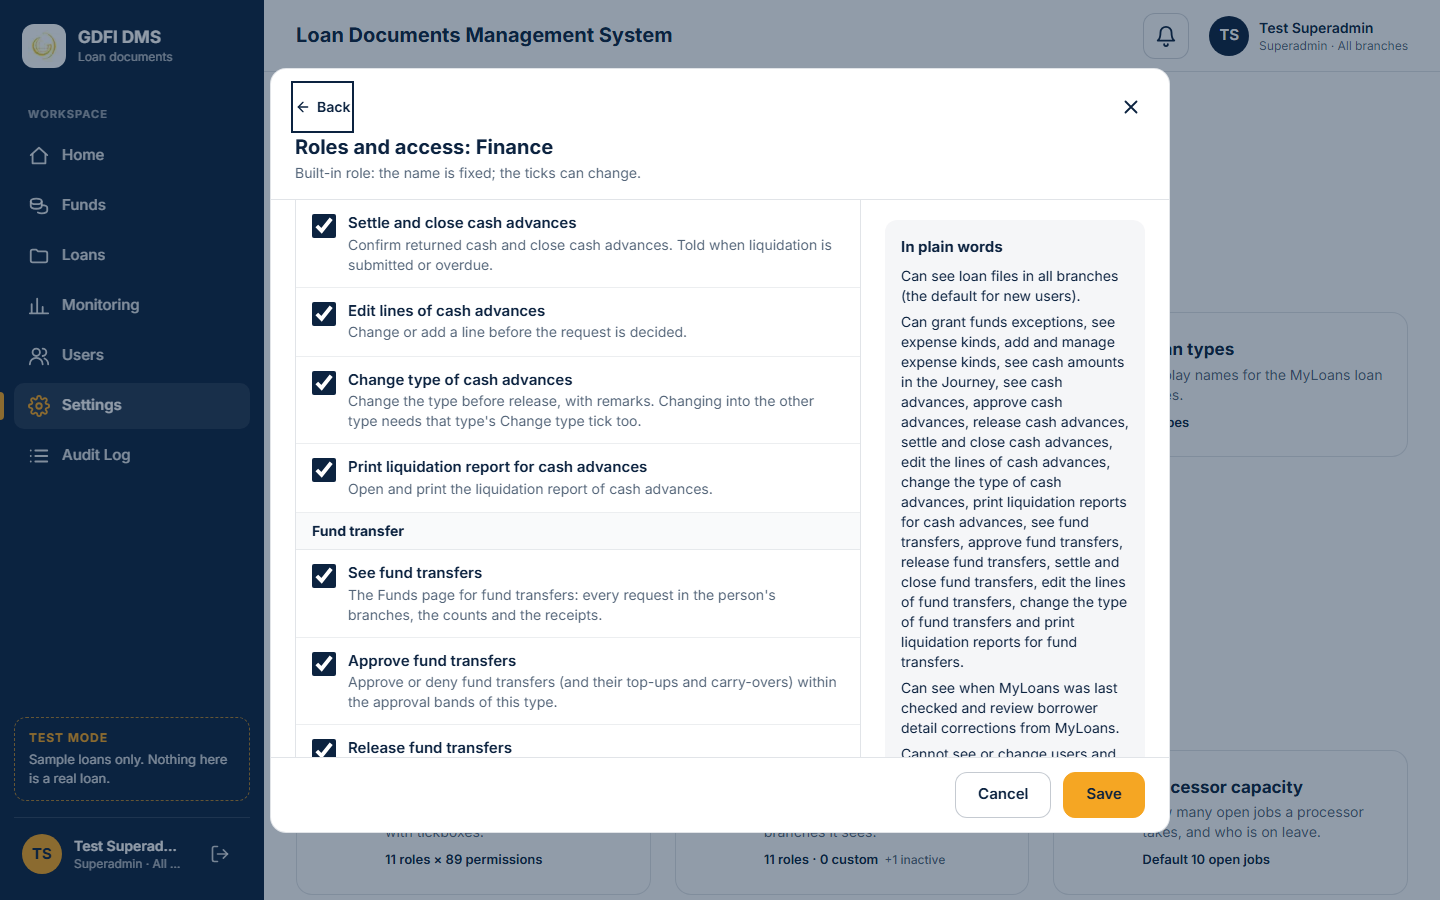 GDFI DMS
Loan documents
WORKSPACE
Home
Funds
Loans
Monitoring
Users
Settings
Audit Log
TEST MODE
Sample loans only. Nothing here
is a real loan.
TS
Test Superad...
Superadmin · All ...
Loan Documents Management System
TS
Test Superadmin
Superadmin · All branches
Back
Roles and access: Finance
Built-in role: the name is fixed; the ticks can change.
Settle and close cash advances
Confirm returned cash and close cash advances. Told when liquidation is
submitted or overdue.
Edit lines of cash advances
Change or add a line before the request is decided.
Change type of cash advances
Change the type before release, with remarks. Changing into the other
type needs that type's Change type tick too.
Print liquidation report for cash advances
Open and print the liquidation report of cash advances.
Fund transfer
See fund transfers
The Funds page for fund transfers: every request in the person's
branches, the counts and the receipts.
Approve fund transfers
Approve or deny fund transfers (and their top-ups and carry-overs) within
the approval bands of this type.
Release fund transfers
In plain words
Can see loan files in all branches
(the default for new users).
Can grant funds exceptions, see
expense kinds, add and manage
expense kinds, see cash amounts
in the Journey, see cash
advances, approve cash
advances, release cash advances,
settle and close cash advances,
edit the lines of cash advances,
change the type of cash
advances, print liquidation reports
for cash advances, see fund
transfers, approve fund transfers,
release fund transfers, settle and
close fund transfers, edit the lines
of fund transfers, change the type
of fund transfers and print
liquidation reports for fund
transfers.
Can see when MyLoans was last
checked and review borrower
detail corrections from MyLoans.
Cannot see or change users and
Cancel
Save
types
names for the MyLoans loan
with tickboxes.
11 roles × 89 permissions
branches it sees.
11 roles · 0 custom +1 inactive
capacity
many open jobs a processor
takes, and who is on leave.
Default 10 open jobs